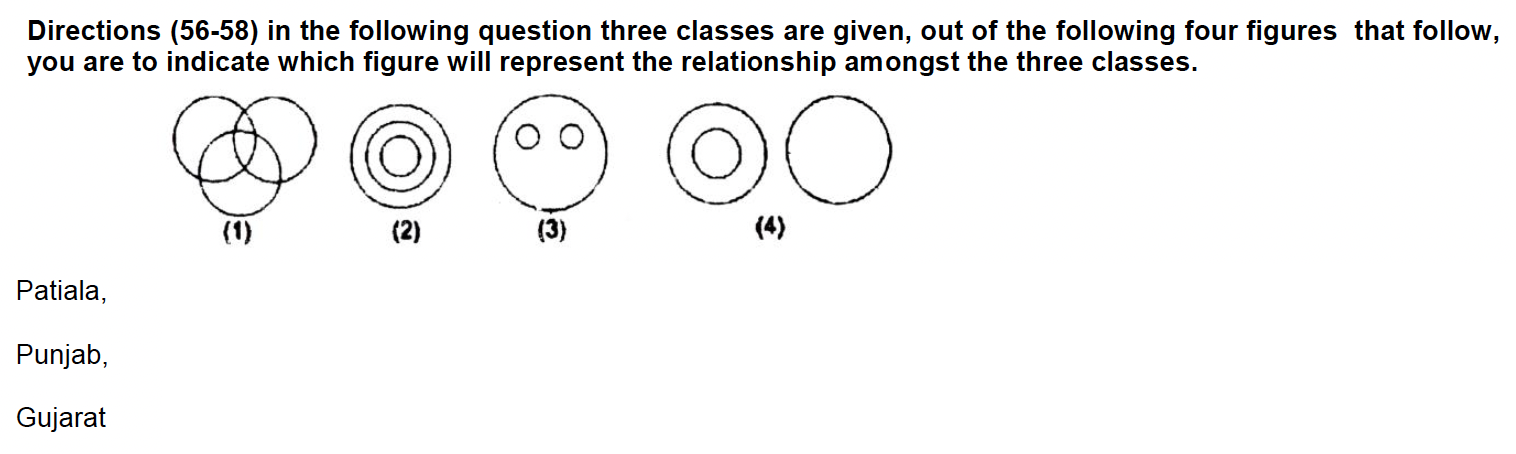 Directions (56-58) in the following question three classes are given, out of the following four figures that follow,
you are to indicate which figure will represent the relationship amongst the three classes.
(1) (2) (3) (4)
Patiala,
Punjab,
Gujarat